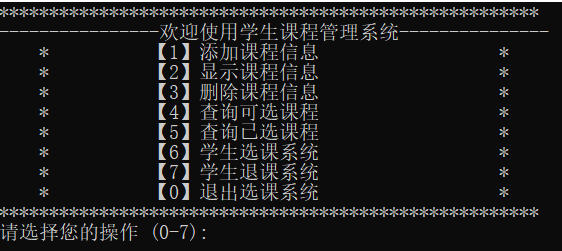 ******************************************************
----------------欢迎使用学生课程管理系统---------------
*【1】添加课程信息*
*【2】显示课程信息*
*【3】删除课程信息*
*【4】查询可选课程*
*【5】查询已选课程*
*【6】学生选课系统*
*【7】学生退课系统*
*【0】退出选课系统*
******************************************************
请选择您的操作 (0-7):